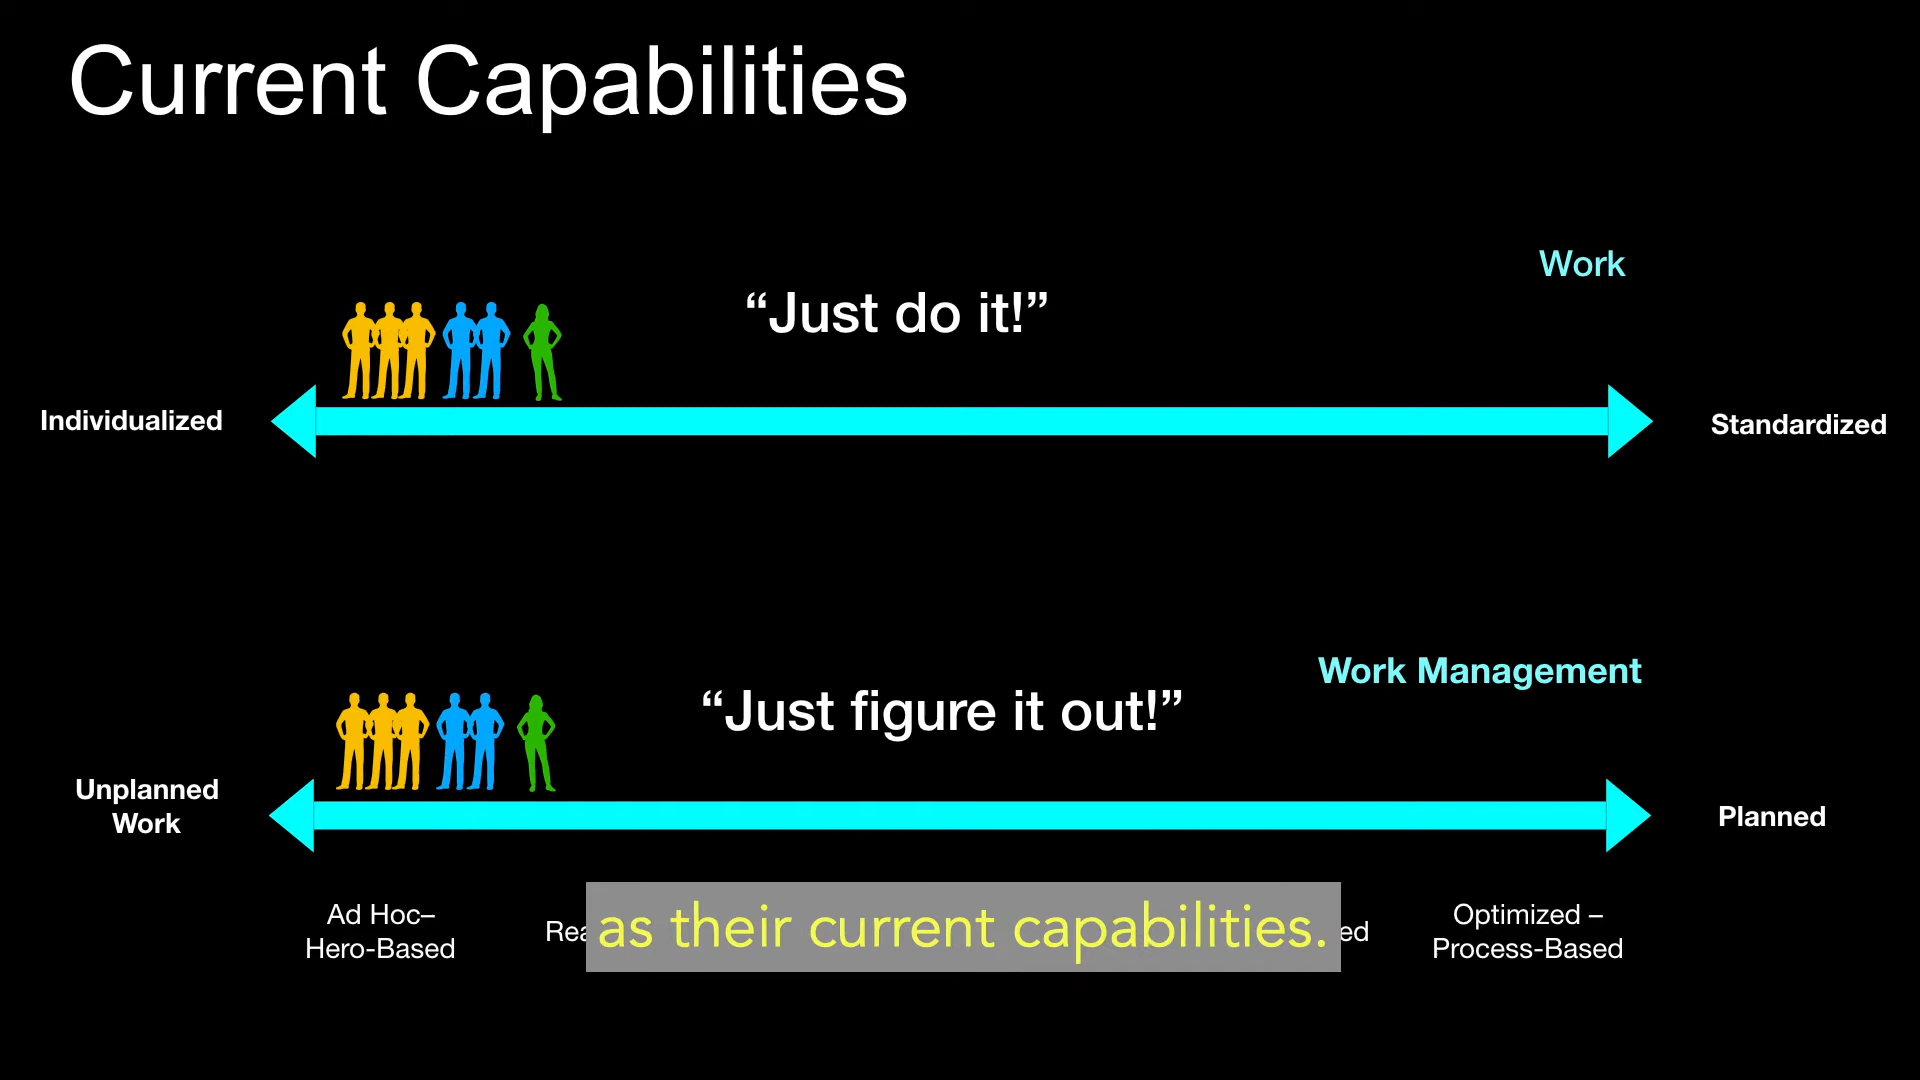 Current Capabilities
Work
“Just do it!”
Individualized
Standardized
Work Management
“Just figure it out!”
Unplanned
Work
Planned
Ad Hoc–
Hero-Based
as their current capabilities.
Optimized –
Process-Based